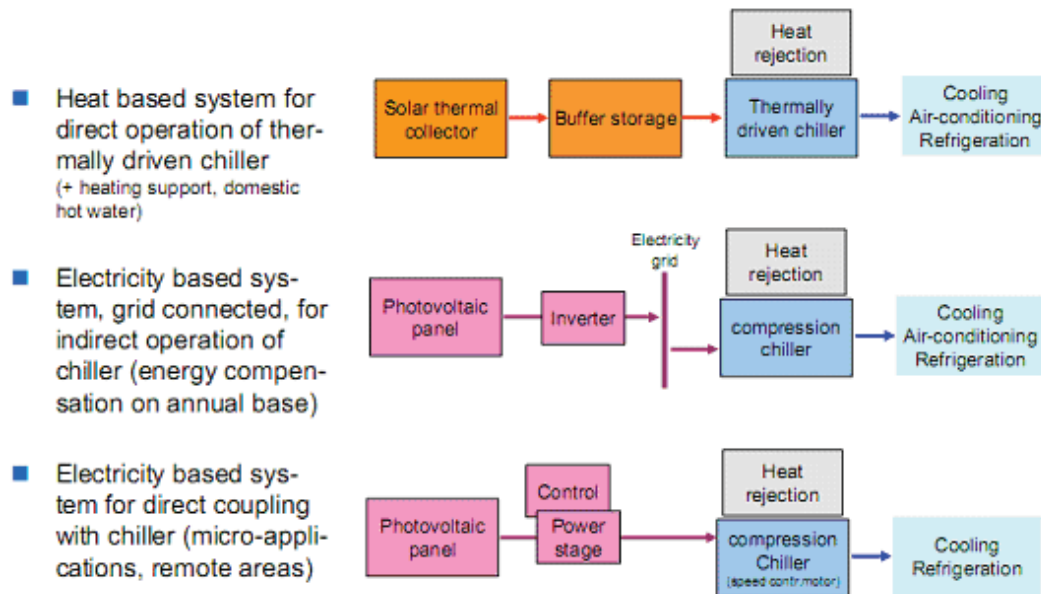 Heat based system for
direct operation of ther-
mally driven chiller
(+ heating support, domestic
hot water)
Solar thermal
collector
Buffer storage
Heat
rejection
Thermally
driven chiller
Cooling
Air-conditioning
Refrigeration
Electricity based sys-
tem, grid connected, for
indirect operation of
chiller (energy compen-
sation on annual base)
Photovoltaic
panel
Inverter
Electricity
grid
Heat
rejection
compression
chiller
Cooling
Air-conditioning
Refrigeration
Electricity based sys-
tem for direct coupling
with chiller (micro-appli-
cations, remote areas)
Photovoltaic
panel
Control
Power
stage
Heat
rejection
compression
Chiller
(speed contr.motor)
Cooling
Refrigeration